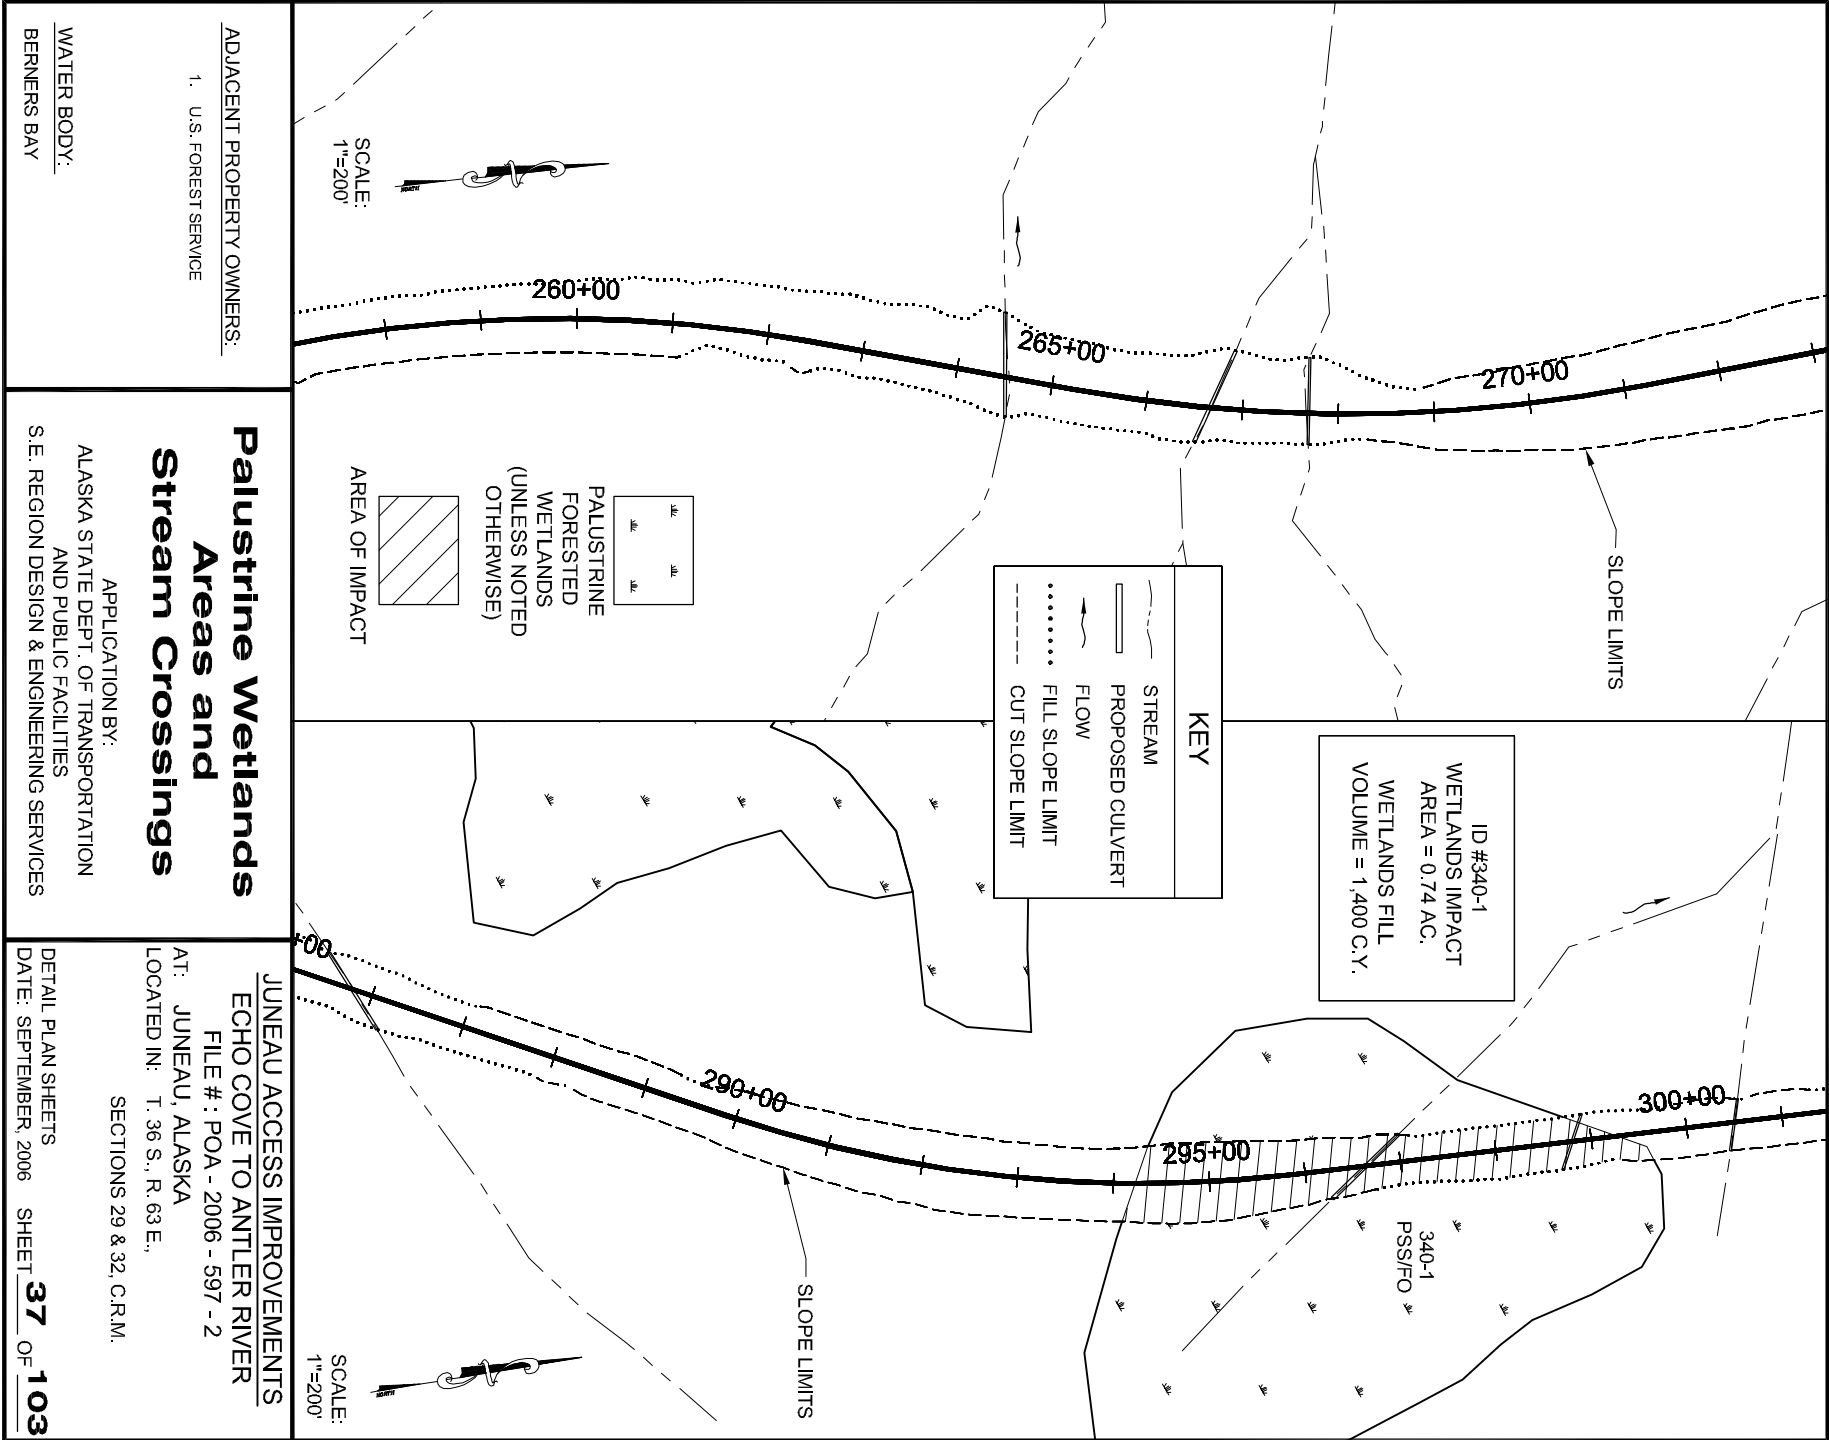 260+00
265+00
270+00
SLOPE LIMITS
SCALE:
1"=200'
NORTH
PALUSTRINE
FORESTED
WETLANDS
(UNLESS NOTED
OTHERWISE)
AREA OF IMPACT
KEY
STREAM
PROPOSED CULVERT
FLOW
FILL SLOPE LIMIT
CUT SLOPE LIMIT
ID #340-1
WETLANDS IMPACT
AREA = 0.74 AC.
WETLANDS FILL
VOLUME = 1,400 C.Y.
+00
290+00
295+00
300+00
340-1
PSS/FO
SLOPE LIMITS
SCALE:
1"=200'
NORTH
ADJACENT PROPERTY OWNERS:
1. U.S. FOREST SERVICE
WATER BODY:
BERNERS BAY
Palustrine Wetlands
Areas and
Stream Crossings
APPLICATION BY:
ALASKA STATE DEPT. OF TRANSPORTATION
AND PUBLIC FACILITIES
S.E. REGION DESIGN & ENGINEERING SERVICES
JUNEAU ACCESS IMPROVEMENTS
ECHO COVE TO ANTLER RIVER
FILE # : POA - 2006 - 597 - 2
AT: JUNEAU, ALASKA
LOCATED IN: T. 36 S., R. 63 E.,
SECTIONS 29 & 32, C.R.M.
DETAIL PLAN SHEETS
DATE: SEPTEMBER, 2006 SHEET 37 OF 103